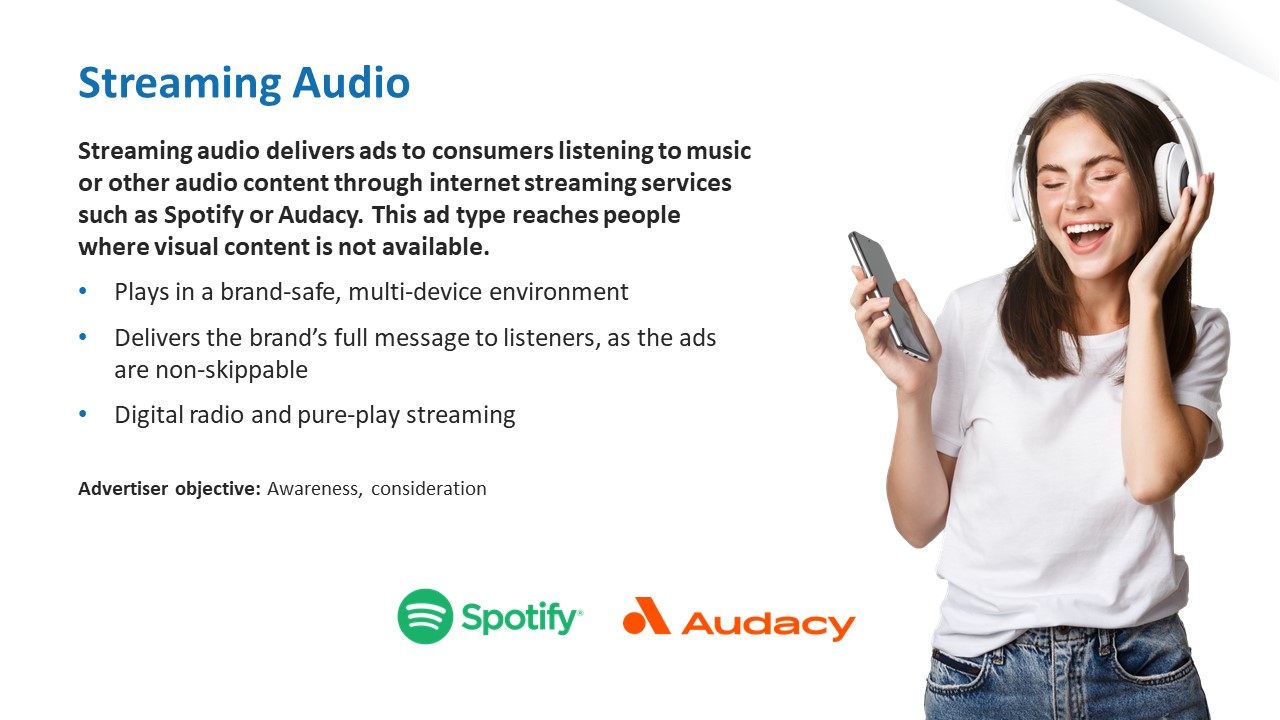 Streaming Audio
Streaming audio delivers ads to consumers listening to music
or other audio content through internet streaming services
such as Spotify or Audacy. This ad type reaches people
where visual content is not available.
• Plays in a brand-safe, multi-device environment
• Delivers the brand’s full message to listeners, as the ads
are non-skippable
• Digital radio and pure-play streaming
Advertiser objective: Awareness, consideration
Spotify®
Audacy